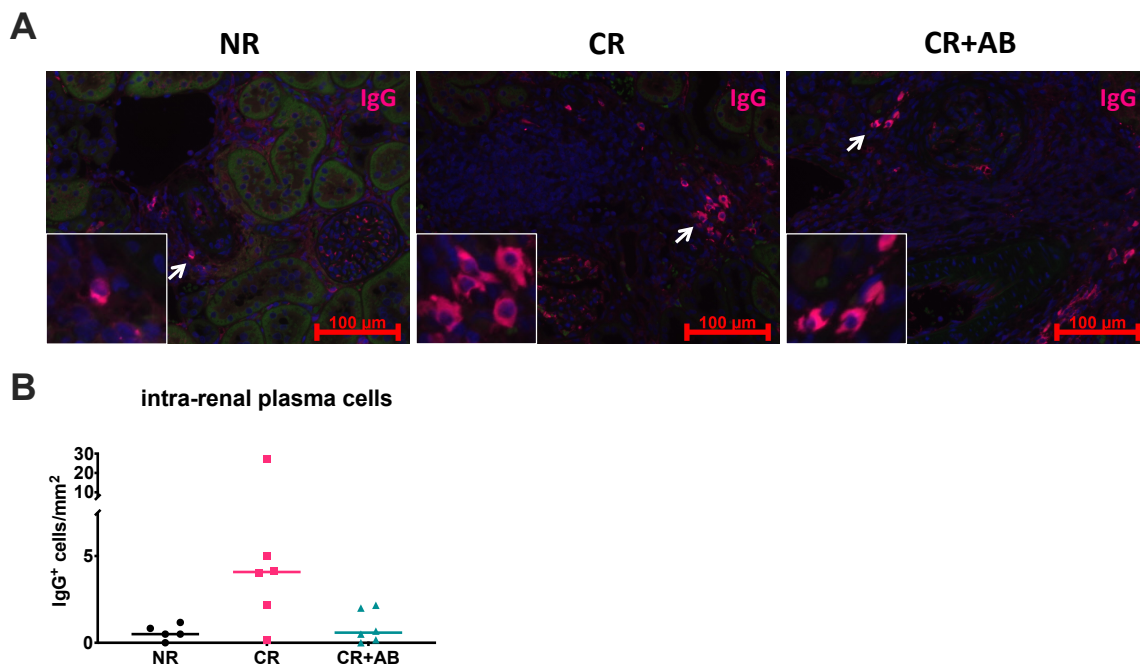 A
NR
CR
CR+AB
IgG
IgG
IgG
100 µm
100 µm
100 µm
B
intra-renal plasma cells
IgG⁺ cells/mm²
30
20
10
5
0
NR
CR
CR+AB